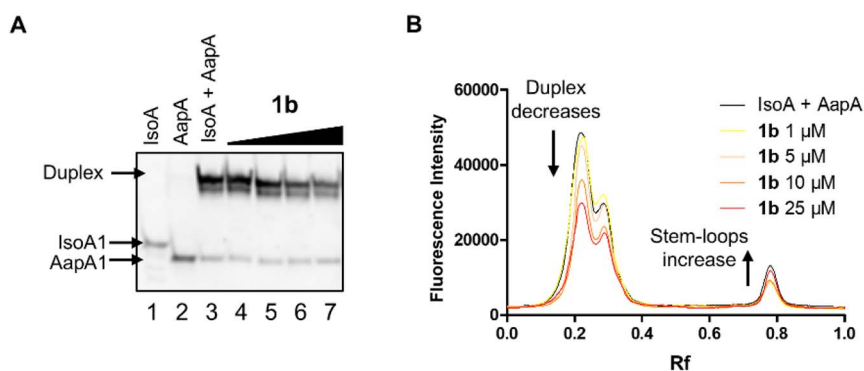 A
IsoA
AapA
IsoA + AapA
1b
Duplex
IsoA1
AapA1
1 2 3 4 5 6 7
B
Fluorescence Intensity
60000
40000
20000
0
0.0 0.2 0.4 0.6 0.8 1.0
Rf
Duplex
decreases
Stem-loops
increase
IsoA + AapA
1b 1 µM
1b 5 µM
1b 10 µM
1b 25 µM